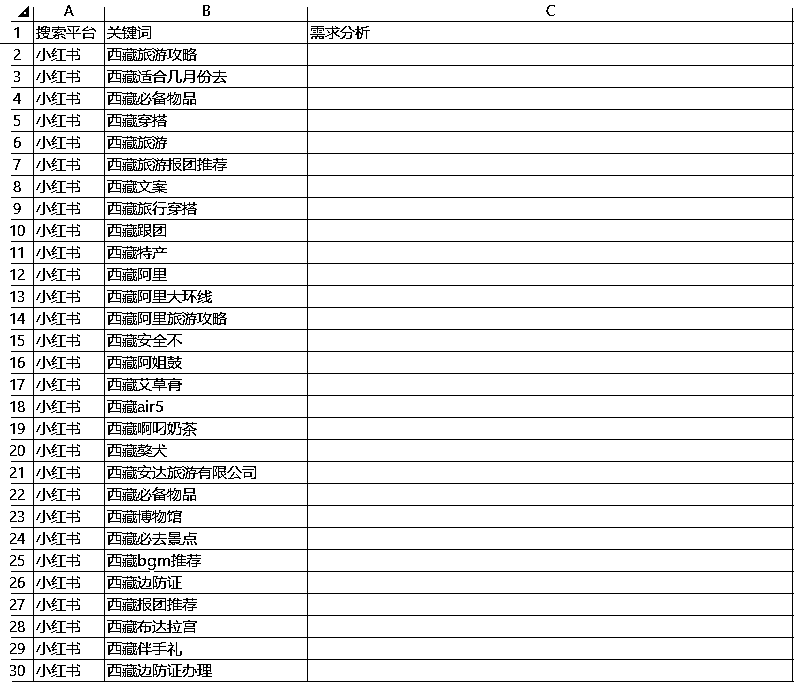 A B C
1 搜索平台 关键词 需求分析
2 小红书 西藏旅游攻略
3 小红书 西藏适合几月份去
4 小红书 西藏必备物品
5 小红书 西藏穿搭
6 小红书 西藏旅游
7 小红书 西藏旅游报团推荐
8 小红书 西藏文案
9 小红书 西藏旅行穿搭
10 小红书 西藏跟团
11 小红书 西藏特产
12 小红书 西藏阿里
13 小红书 西藏阿里大环线
14 小红书 西藏阿里旅游攻略
15 小红书 西藏安全不
16 小红书 西藏阿姐鼓
17 小红书 西藏艾草膏
18 小红书 西藏air5
19 小红书 西藏啊叼奶茶
20 小红书 西藏獒犬
21 小红书 西藏安达旅游有限公司
22 小红书 西藏必备物品
23 小红书 西藏博物馆
24 小红书 西藏必去景点
25 小红书 西藏bgm推荐
26 小红书 西藏边防证
27 小红书 西藏报团推荐
28 小红书 西藏布达拉宫
29 小红书 西藏伴手礼
30 小红书 西藏边防证办理